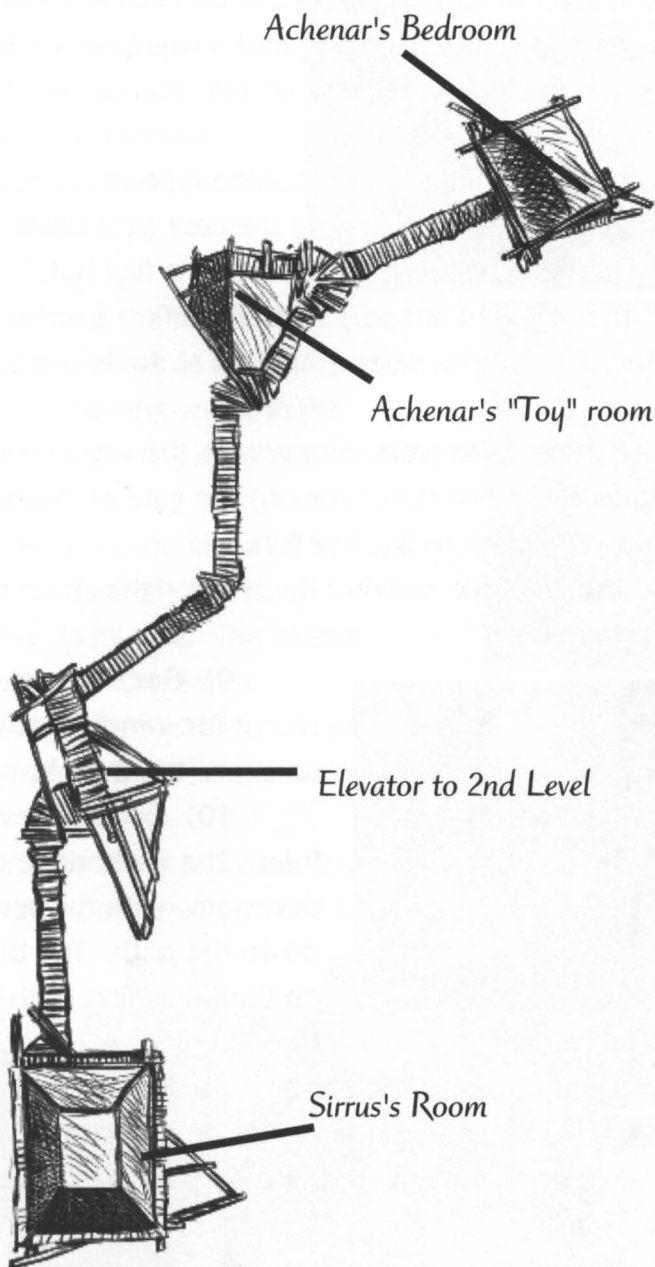 Achenar's Bedroom
Achenar's "Toy" room
Elevator to 2nd Level
Sirrus's Room